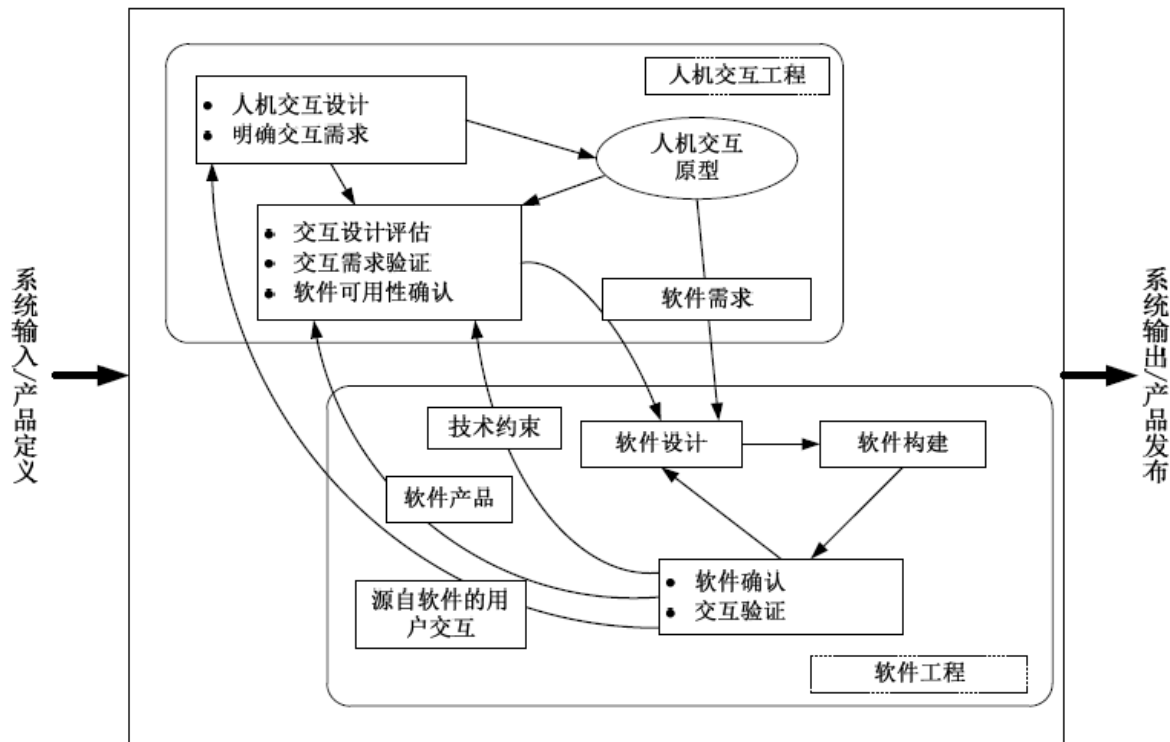 人机交互工程
人机交互设计
明确交互需求
人机交互
原型
交互设计评估
交互需求验证
软件可用性确认
软件需求
系统输入/产品定义
系统输出/产品发布
技术约束
软件设计
软件构建
软件产品
软件确认
交互验证
源自软件的用
户交互
软件工程